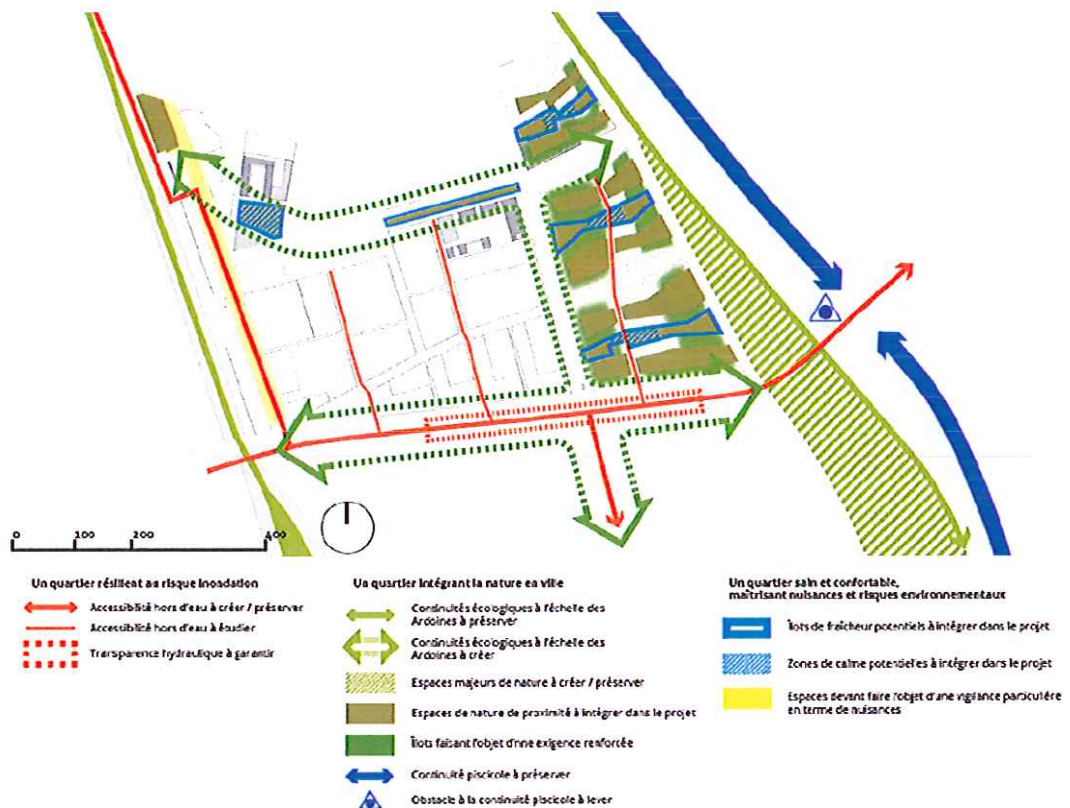 0 100 200 400
Un quartier résilient au risque inondation
Accessibilité hors d'eau à créer / préserver
Accessibilité hors d'eau à étudier
Transparence hydraulique à garantir
Un quartier intégrant la nature en ville
Continuités écologiques à l'échelle des
Ardoines à préserver
Continuités écologiques à l'échelle des
Ardoines à créer
Espaces majeurs de nature à créer / préserver
Espaces de nature de proximité à intégrer dans le projet
Îlots faisant l'objet d'une exigence renforcée
Continuité piscicole à préserver
Obstacle à la continuité piscicole à lever
Un quartier sain et confortable,
maîtrisant nuisances et risques environnementaux
Îlots de fraîcheur potentiels à intégrer dans le projet
Zones de calme potentielles à intégrer dans le projet
Espaces devant faire l'objet d'une vigilance particulière
en terme de nuisances